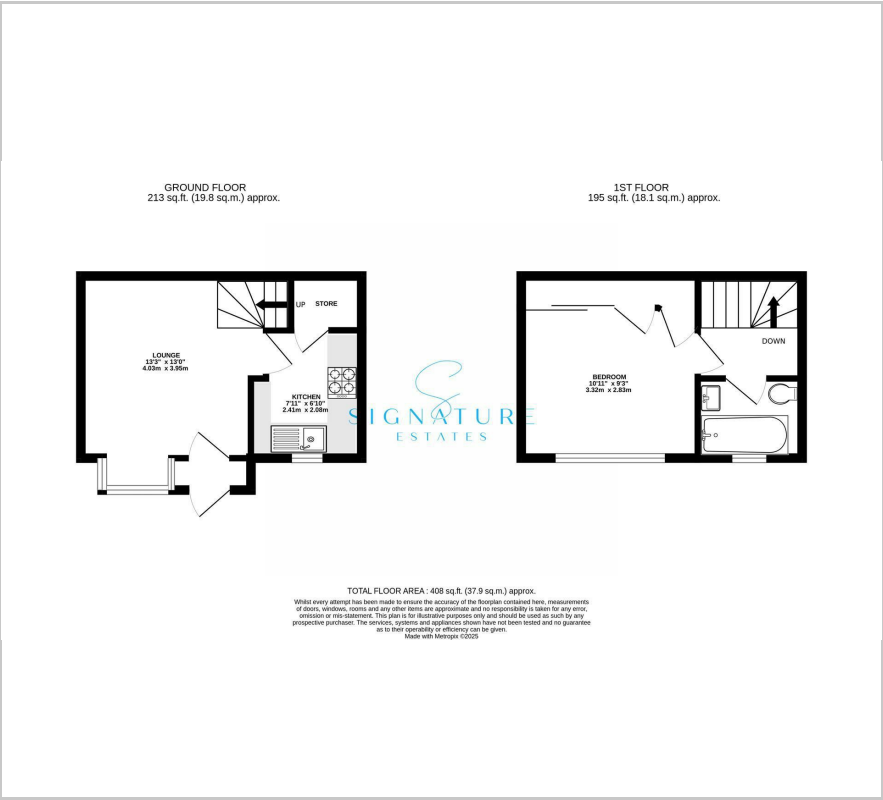 GROUND FLOOR
213 sq.ft. (19.8 sq.m.) approx.
1ST FLOOR
195 sq.ft. (18.1 sq.m.) approx.
UP
STORE
LOUNGE
13'3" x 13'0"
4.03m x 3.95m
KITCHEN
7'11" x 6'10"
2.41m x 2.08m
DOWN
BEDROOM
10'11" x 9'3"
3.32m x 2.83m
S
SIGNATURE
ESTATES
TOTAL FLOOR AREA : 408 sq.ft. (37.9 sq.m.) approx.
Whilst every attempt has been made to ensure the accuracy of the floorplan contained here, measurements
of doors, windows, rooms and any other items are approximate and no responsibility is taken for any error,
omission or mis-statement. This plan is for illustrative purposes only and should be used as such by any
prospective purchaser. The services, systems and appliances shown have not been tested and no guarantee
as to their operability or efficiency can be given.
Made with Metropix ©2025